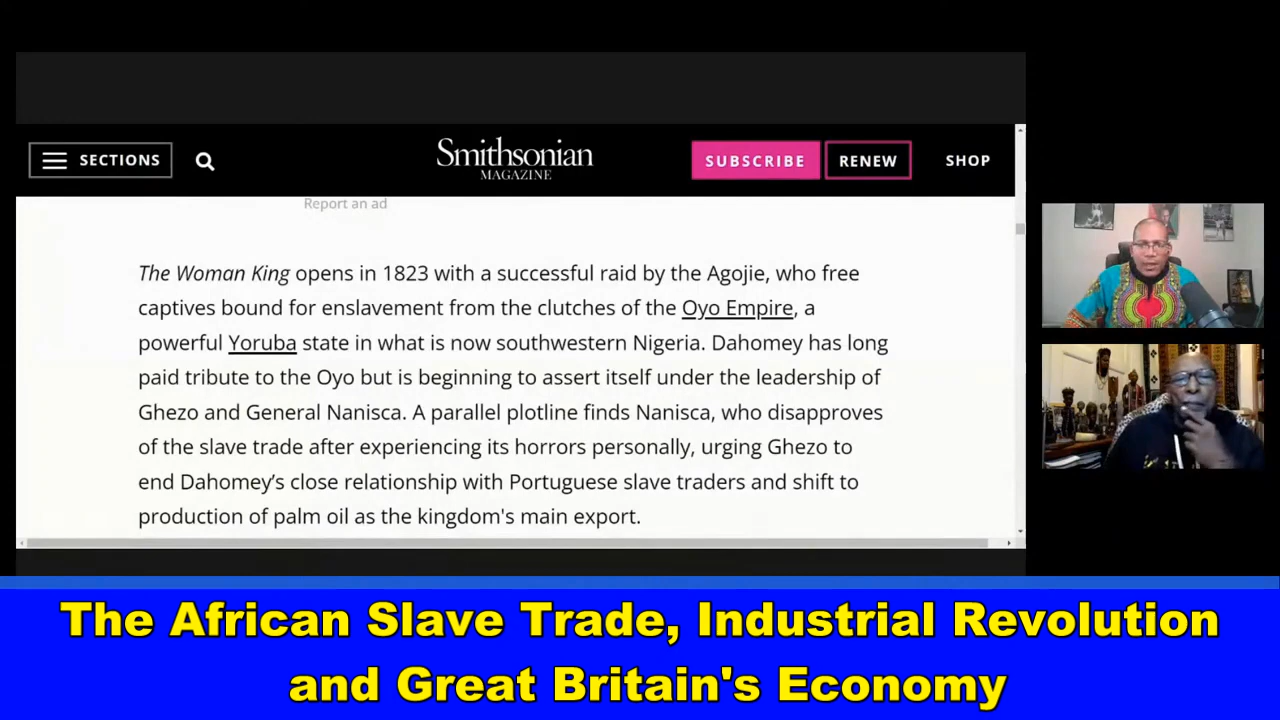 SECTIONS
Smithsonian
MAGAZINE
SUBSCRIBE
RENEW
SHOP
Report an ad
The Woman King opens in 1823 with a successful raid by the Agojie, who free
captives bound for enslavement from the clutches of the Oyo Empire, a
powerful Yoruba state in what is now southwestern Nigeria. Dahomey has long
paid tribute to the Oyo but is beginning to assert itself under the leadership of
Ghezo and General Nanisca. A parallel plotline finds Nanisca, who disapproves
of the slave trade after experiencing its horrors personally, urging Ghezo to
end Dahomey’s close relationship with Portuguese slave traders and shift to
production of palm oil as the kingdom's main export.
The African Slave Trade, Industrial Revolution
and Great Britain's Economy